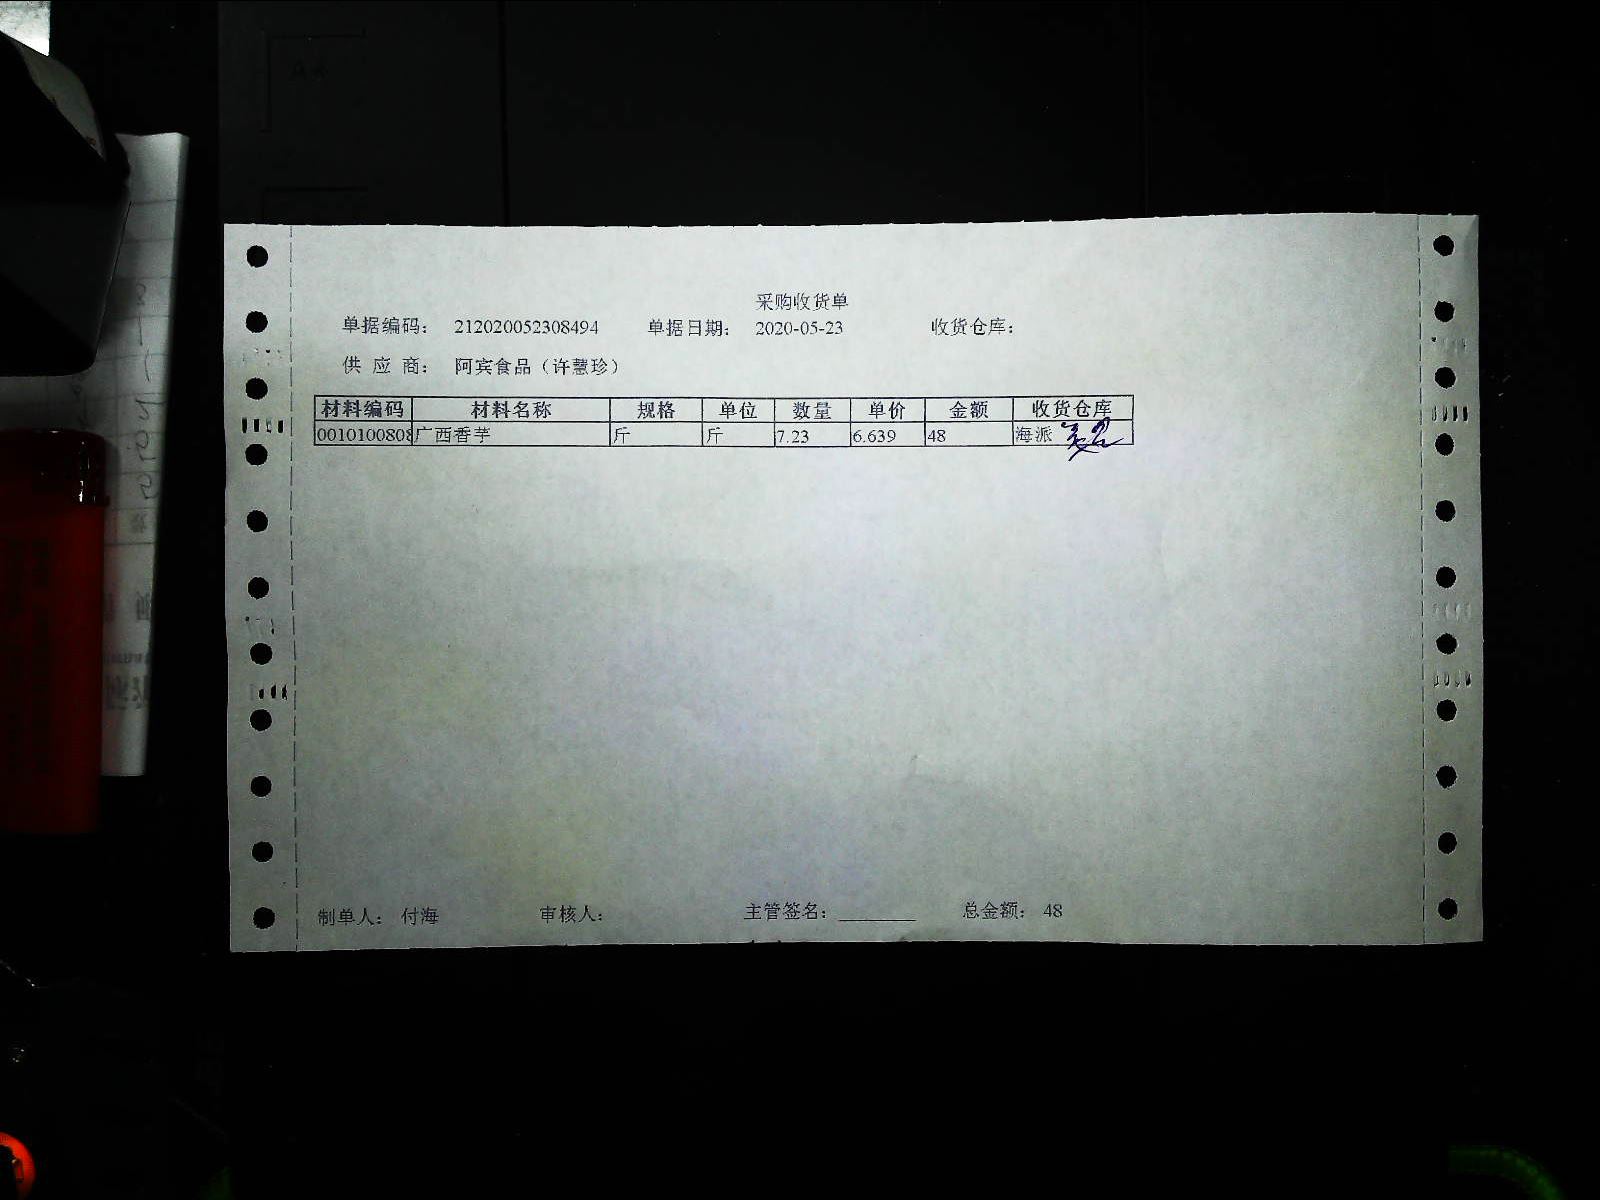 采购收货单
单据编码： 212020052308494 单据日期： 2020-05-23 收货仓库：
供 应 商： 阿宾食品（许慧珍）
材料编码 材料名称 规格 单位 数量 单价 金额 收货仓库
0010100808 广西香芋 斤 斤 7.23 6.639 48 海派
制单人： 付海 审核人： 主管签名：________ 总金额： 48